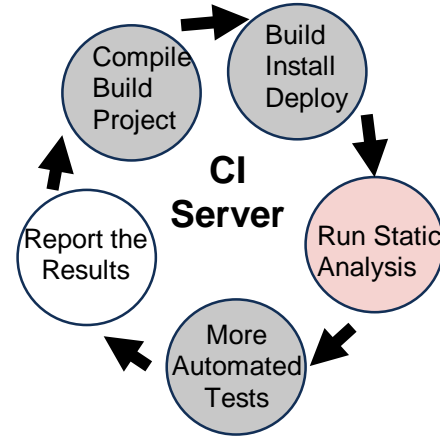 Compile
Build
Project
Build
Install
Deploy
CI
Server
Run Static
Analysis
More
Automated
Tests
Report the
Results